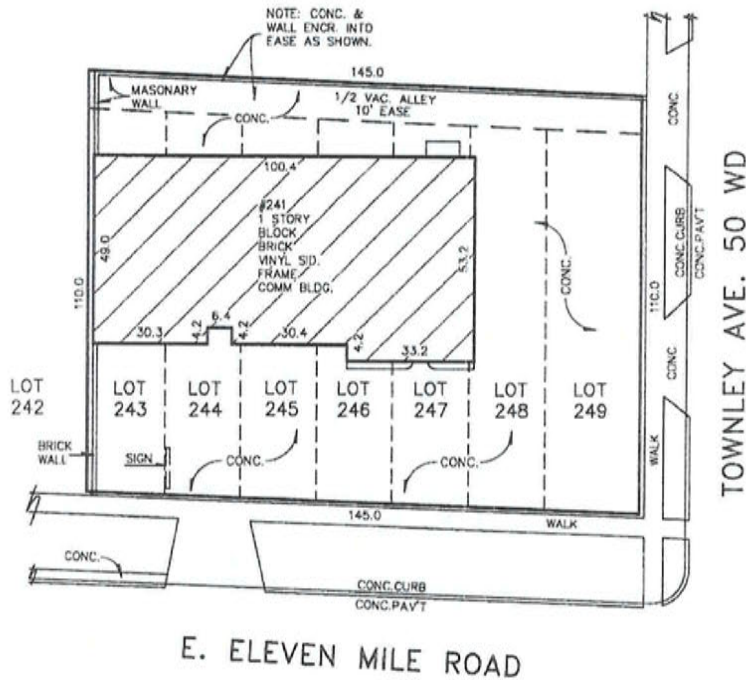 NOTE: CONC. &
WALL ENCR. INTO
EASE AS SHOWN.
145.0
MASONARY
WALL
CONC.
1/2 VAC. ALLEY
10' EASE
CONC.
100.4
#241
1 STORY
BLOCK
BRICK
VINYL SID.
FRAME
COMM BLDG.
49.0
53.2
110.0
CONC.
CONC.CURB
CONC.PAV'T
110.0
TOWNLEY AVE. 50 WD
6.4
30.3
4.2
4.2
30.4
4.2
33.2
CONC.
LOT
242
LOT
243
LOT
244
LOT
245
LOT
246
LOT
247
LOT
248
LOT
249
BRICK
WALL
SIGN
CONC.
CONC.
WALK
145.0
WALK
CONC.
CONC.CURB
CONC.PAV'T
E. ELEVEN MILE ROAD